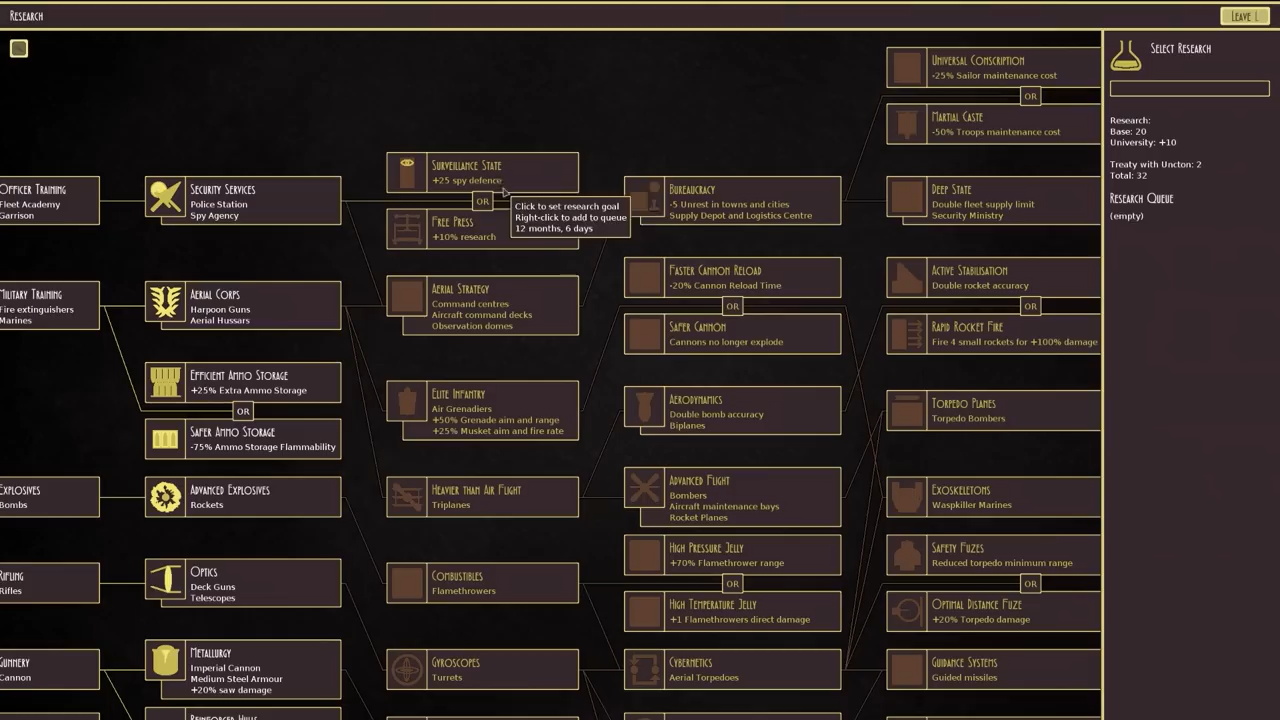 Research
Leave [
Officer Training
Fleet Academy
Garrison
Military Training
Fire extinguishers
Marines
Explosives
Bombs
Rifling
Rifles
Gunnery
Cannon
Security Services
Police Station
Spy Agency
Aerial Corps
Harpoon Guns
Aerial Hussars
Efficient Ammo Storage
+25% Extra Ammo Storage
OR
Safer Ammo Storage
-75% Ammo Storage Flammability
Advanced Explosives
Rockets
Optics
Deck Guns
Telescopes
Metallurgy
Imperial Cannon
Medium Steel Armour
+20% saw damage
Reinforced Hulls
Surveillance State
+25 spy defence
OR
Free Press
+10% research
Click to set research goal
Right-click to add to queue
12 months, 6 days
Aerial Strategy
Command centres
Aircraft command decks
Observation domes
Elite Infantry
Air Grenadiers
+50% Grenade aim and range
+25% Musket aim and fire rate
Heavier than Air Flight
Triplanes
Combustibles
Flamethrowers
Gyroscopes
Turrets
Bureaucracy
-5 Unrest in towns and cities
Supply Depot and Logistics Centre
Faster Cannon Reload
-20% Cannon Reload Time
OR
Safer Cannon
Cannons no longer explode
Aerodynamics
Double bomb accuracy
Biplanes
Advanced Flight
Bombers
Aircraft maintenance bays
Rocket Planes
High Pressure Jelly
+70% Flamethrower range
OR
High Temperature Jelly
+1 Flamethrowers direct damage
Cybernetics
Aerial Torpedoes
Universal Conscription
-25% Sailor maintenance cost
OR
Martial Caste
-50% Troops maintenance cost
Deep State
Double fleet supply limit
Security Ministry
Active Stabilisation
Double rocket accuracy
OR
Rapid Rocket Fire
Fire 4 small rockets for +100% damage
Torpedo Planes
Torpedo Bombers
Exoskeletons
Waspkiller Marines
Safety Fuzes
Reduced torpedo minimum range
OR
Optimal Distance Fuze
+20% Torpedo damage
Guidance Systems
Guided missiles
Select Research
Research:
Base: 20
University: +10
Treaty with Uncton: 2
Total: 32
Research Queue
(empty)